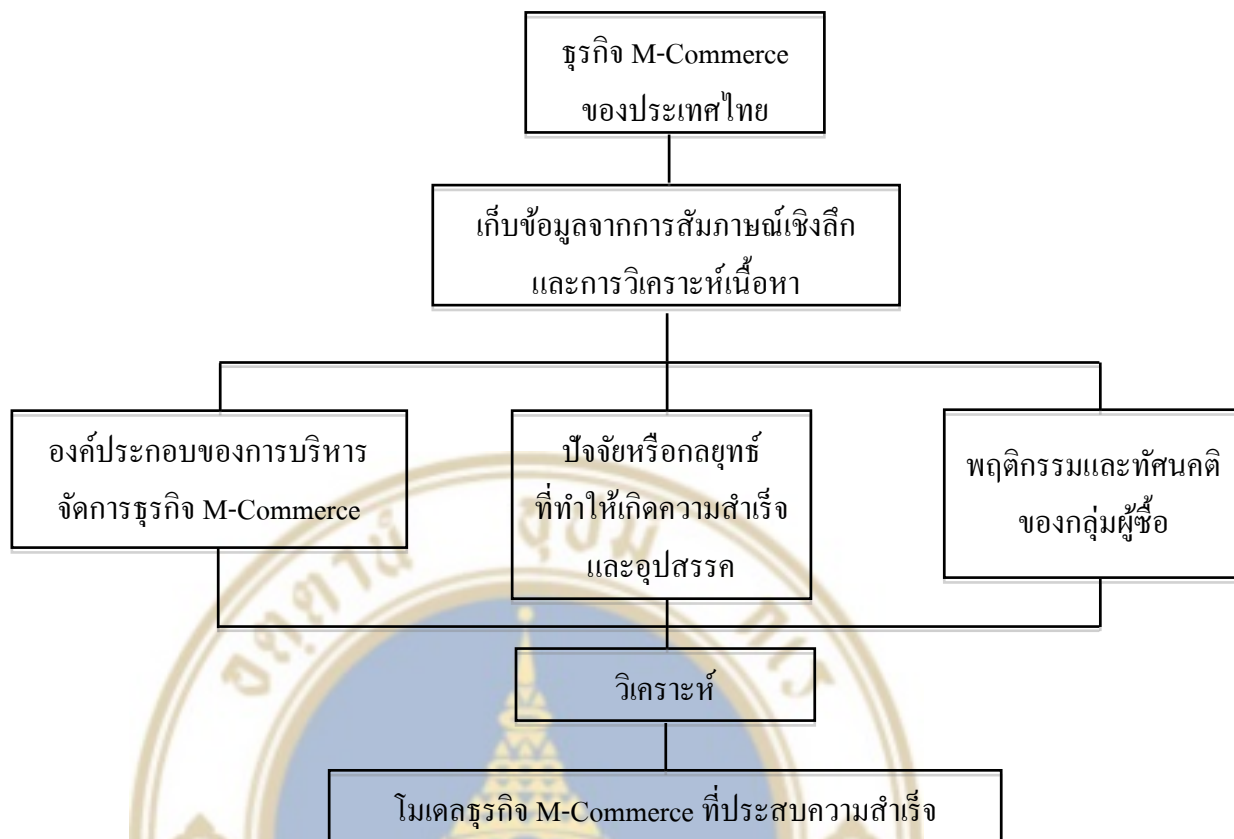 ธุรกิจ M-Commerce
ของประเทศไทย
เก็บข้อมูลจากการสัมภาษณ์เชิงลึก
และการวิเคราะห์เนื้อหา
องค์ประกอบของการบริหาร
จัดการธุรกิจ M-Commerce
ปัจจัยหรือกลยุทธ์
ที่ทำให้เกิดความสำเร็จ
และอุปสรรค
พฤติกรรมและทัศนคติ
ของกลุ่มผู้ซื้อ
วิเคราะห์
โมเดลธุรกิจ M-Commerce ที่ประสบความสำเร็จ